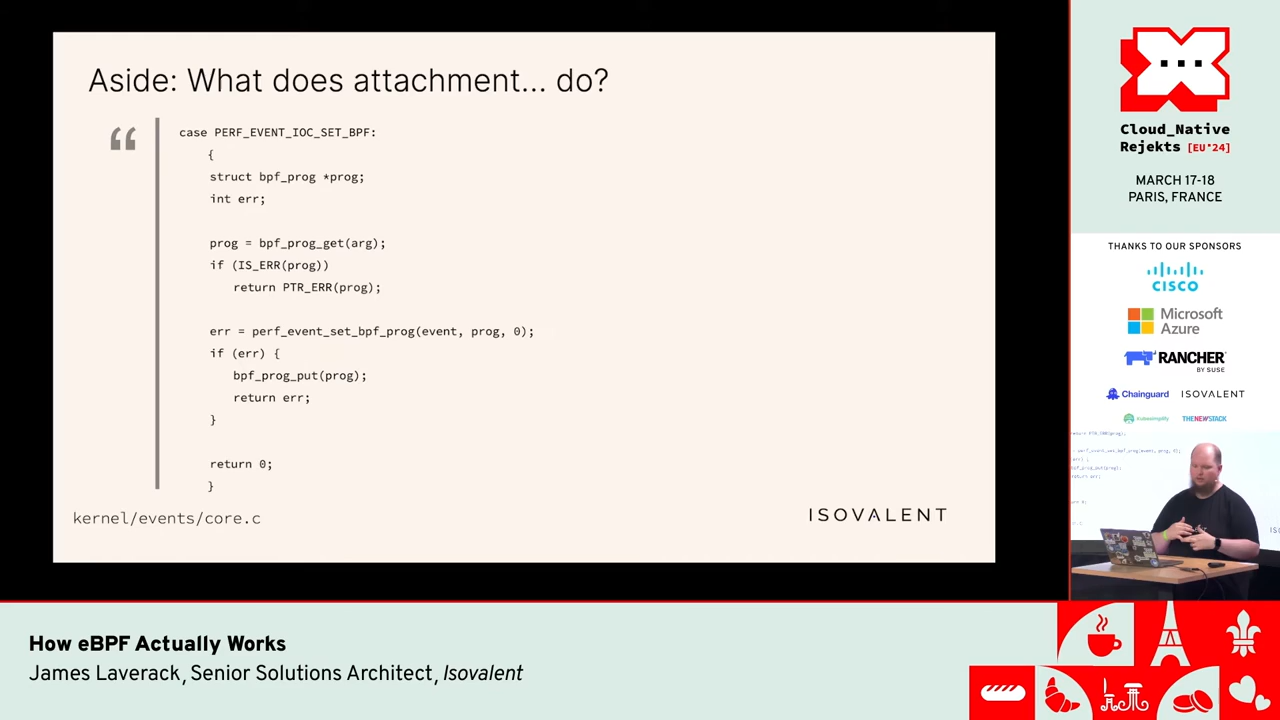 Aside: What does attachment... do?
case PERF_EVENT_IOC_SET_BPF:
{
struct bpf_prog *prog;
int err;
prog = bpf_prog_get(arg);
if (IS_ERR(prog))
return PTR_ERR(prog);
err = perf_event_set_bpf_prog(event, prog, 0);
if (err) {
bpf_prog_put(prog);
return err;
}
return 0;
}
kernel/events/core.c
ISOVALENT
Cloud_Native
Rejekts [EU'24]
MARCH 17-18
PARIS, FRANCE
THANKS TO OUR SPONSORS
CISCO
Microsoft
Azure
RANCHER
BY SUSE
Chainguard
ISOVALENT
Kubesimplify
THENEWSTACK
How eBPF Actually Works
James Laverack, Senior Solutions Architect, Isovalent